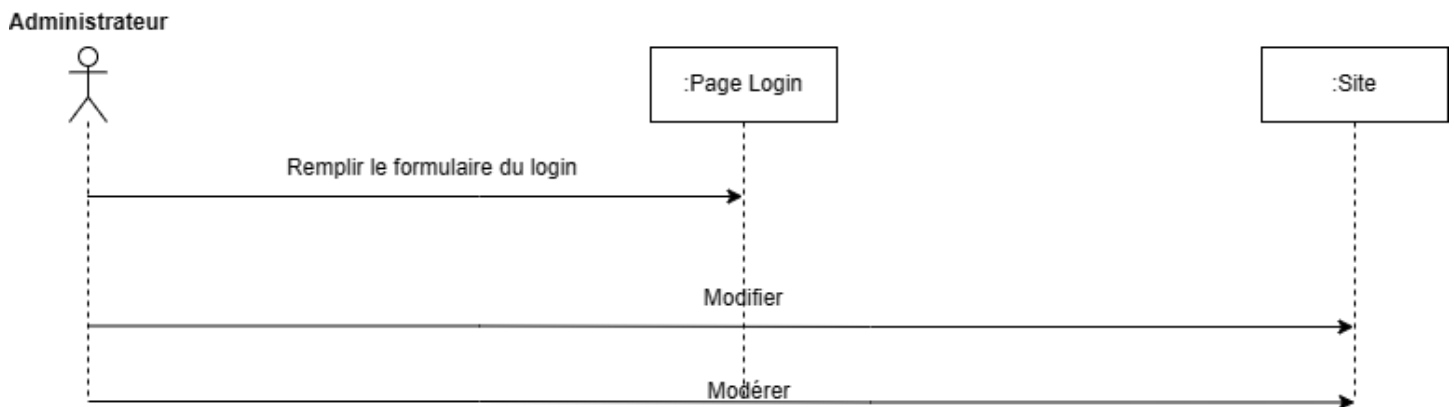 Administrateur
:Page Login
:Site
Remplir le formulaire du login
Modifier
Modérer